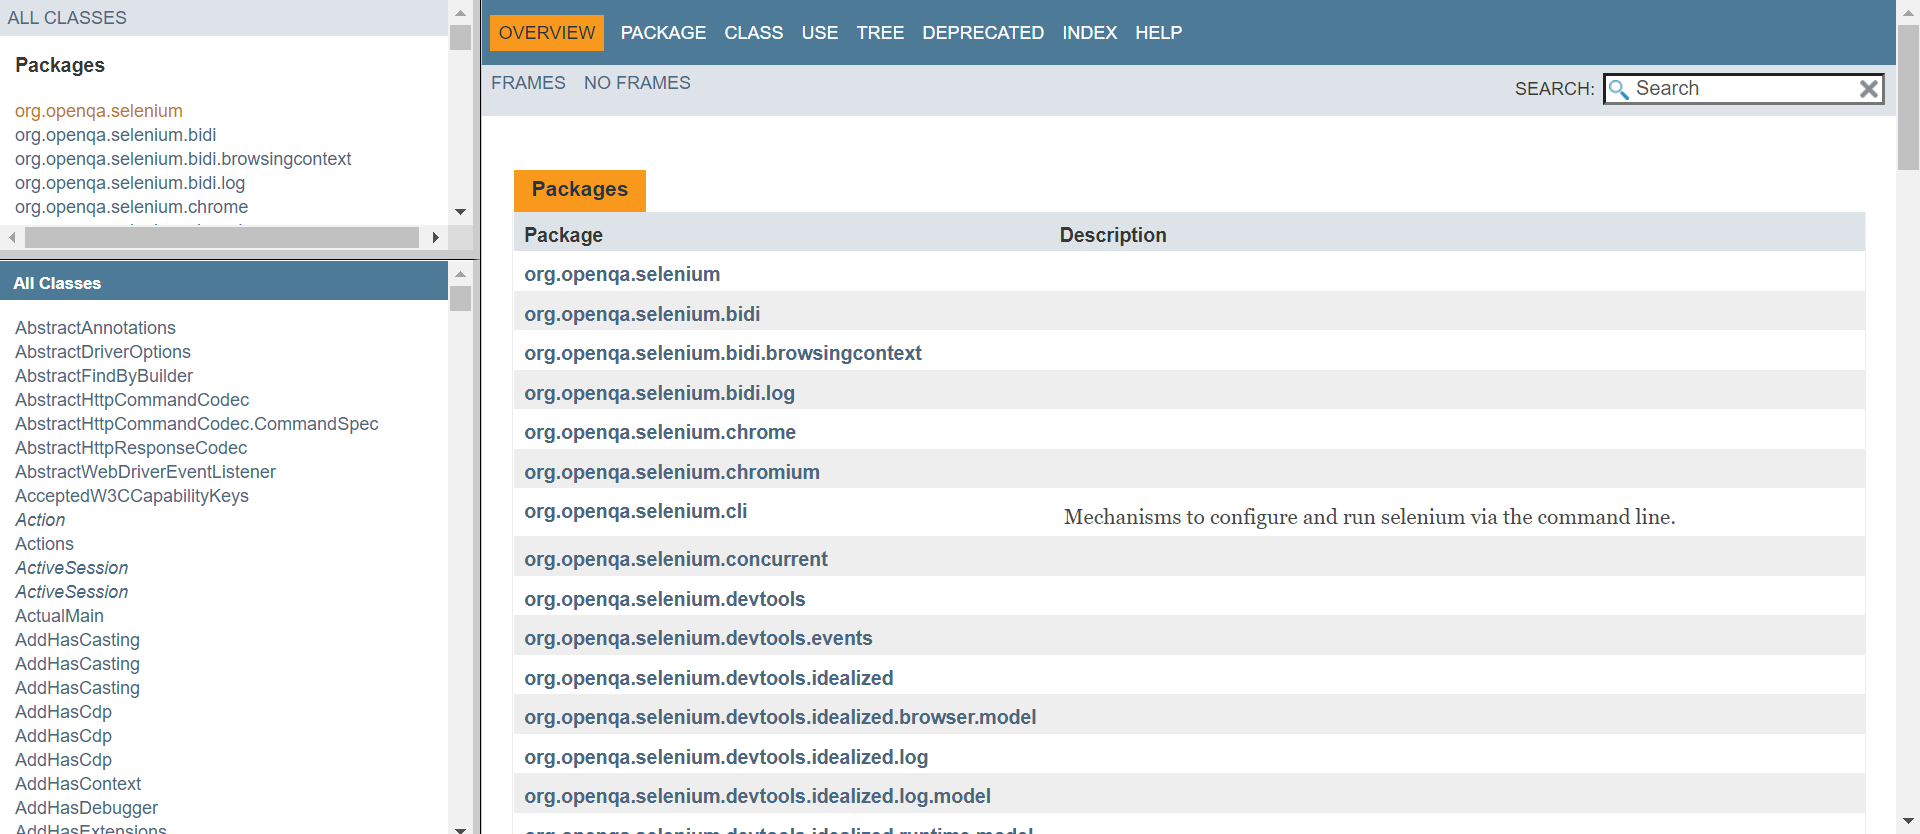 ALL CLASSES
Packages
org.openqa.selenium
org.openqa.selenium.bidi
org.openqa.selenium.bidi.browsingcontext
org.openqa.selenium.bidi.log
org.openqa.selenium.chrome
All Classes
AbstractAnnotations
AbstractDriverOptions
AbstractFindByBuilder
AbstractHttpCommandCodec
AbstractHttpCommandCodec.CommandSpec
AbstractHttpResponseCodec
AbstractWebDriverEventListener
AcceptedW3CCapabilityKeys
Action
Actions
ActiveSession
ActiveSession
ActualMain
AddHasCasting
AddHasCasting
AddHasCasting
AddHasCdp
AddHasCdp
AddHasCdp
AddHasContext
AddHasDebugger
AddHasExtensions
OVERVIEW PACKAGE CLASS USE TREE DEPRECATED INDEX HELP
FRAMES NO FRAMES
SEARCH: Search
Packages
Package Description
org.openqa.selenium
org.openqa.selenium.bidi
org.openqa.selenium.bidi.browsingcontext
org.openqa.selenium.bidi.log
org.openqa.selenium.chrome
org.openqa.selenium.chromium
org.openqa.selenium.cli Mechanisms to configure and run selenium via the command line.
org.openqa.selenium.concurrent
org.openqa.selenium.devtools
org.openqa.selenium.devtools.events
org.openqa.selenium.devtools.idealized
org.openqa.selenium.devtools.idealized.browser.model
org.openqa.selenium.devtools.idealized.log
org.openqa.selenium.devtools.idealized.log.model
org.openqa.selenium.devtools.idealized.runtime.model